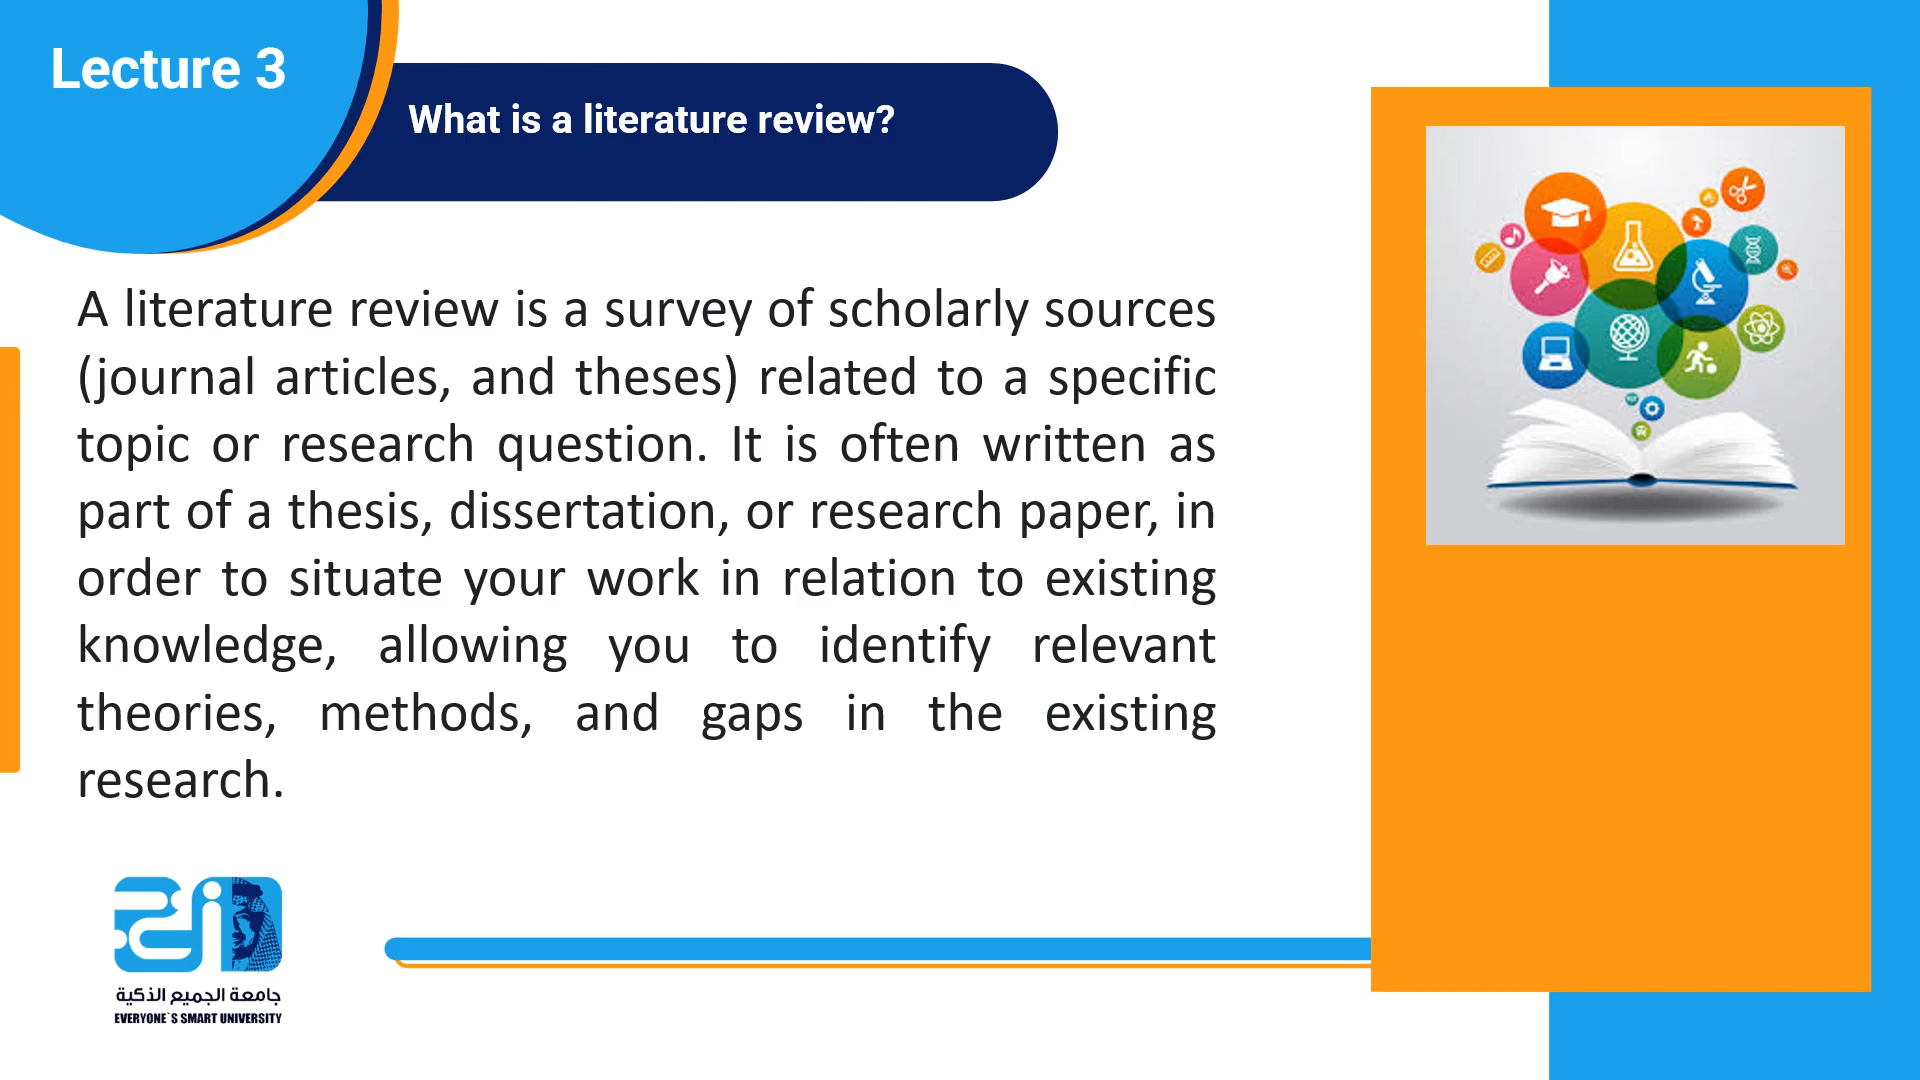 Lecture 3
What is a literature review?
A literature review is a survey of scholarly sources
(journal articles, and theses) related to a specific
topic or research question. It is often written as
part of a thesis, dissertation, or research paper, in
order to situate your work in relation to existing
knowledge, allowing you to identify relevant
theories, methods, and gaps in the existing
research.
جامعة الجميع الذكية
EVERYONE`S SMART UNIVERSITY